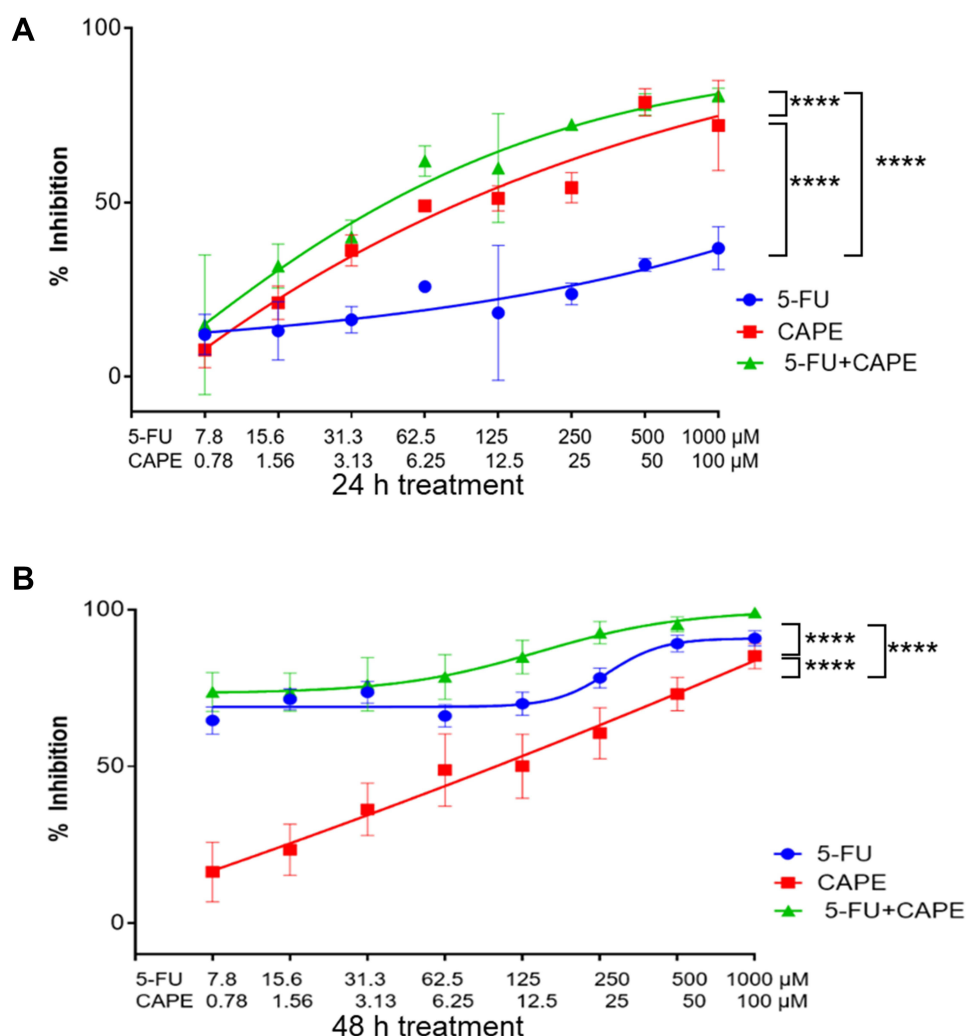 A
100
50
0
% Inhibition
****
****
****
5-FU
CAPE
5-FU+CAPE
5-FU 7.8 15.6 31.3 62.5 125 250 500 1000 µM
CAPE 0.78 1.56 3.13 6.25 12.5 25 50 100 µM
24 h treatment
B
100
50
0
% Inhibition
****
****
****
5-FU
CAPE
5-FU+CAPE
5-FU 7.8 15.6 31.3 62.5 125 250 500 1000 µM
CAPE 0.78 1.56 3.13 6.25 12.5 25 50 100 µM
48 h treatment